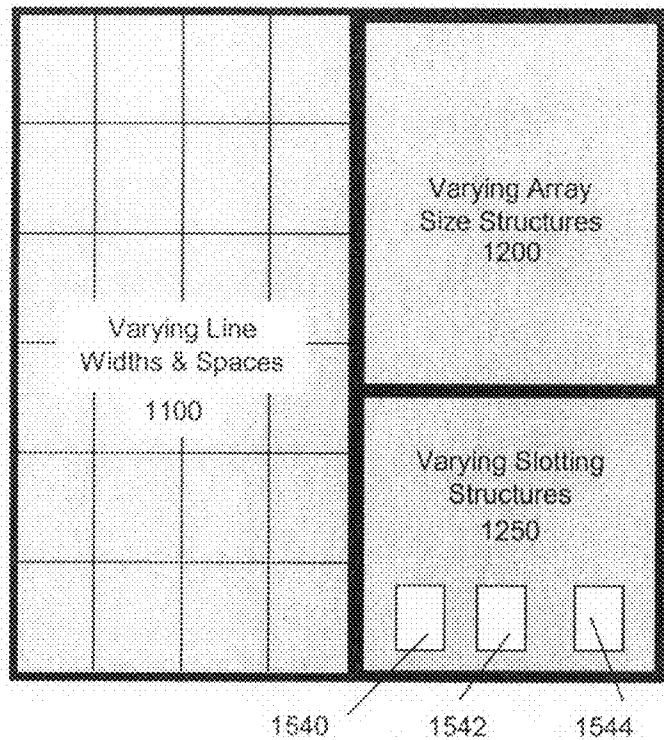 Varying Line
Widths & Spaces
1100
Varying Array
Size Structures
1200
Varying Slotting
Structures
1250
1540
1542
1544